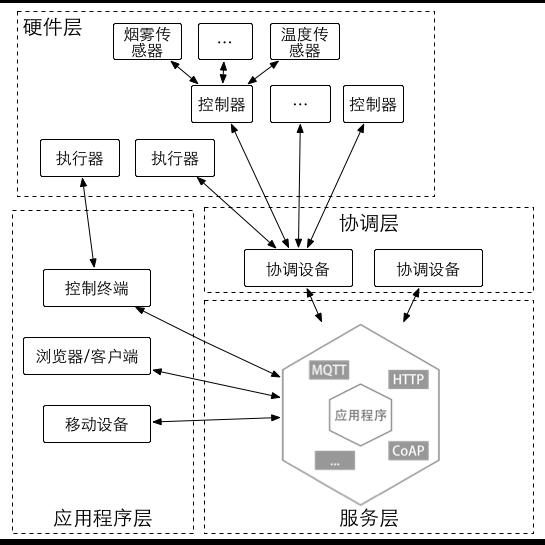 硬件层
烟雾传
感器
...
温度传
感器
控制器
...
控制器
执行器
执行器
协调层
协调设备
协调设备
控制终端
浏览器/客户端
移动设备
应用程序层
MQTT
HTTP
应用程序
...
CoAP
服务层